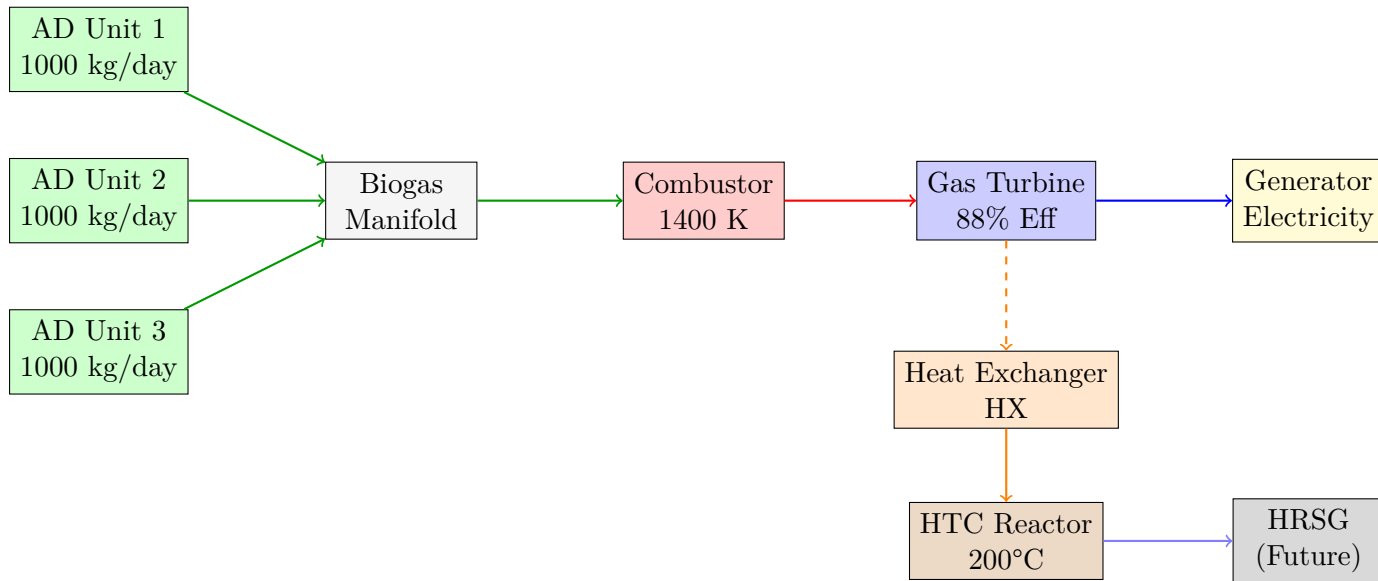 AD Unit 1
1000 kg/day
AD Unit 2
1000 kg/day
AD Unit 3
1000 kg/day
Biogas
Manifold
Combustor
1400 K
Gas Turbine
88% Eff
Generator
Electricity
Heat Exchanger
HX
HTC Reactor
200°C
HRSG
(Future)